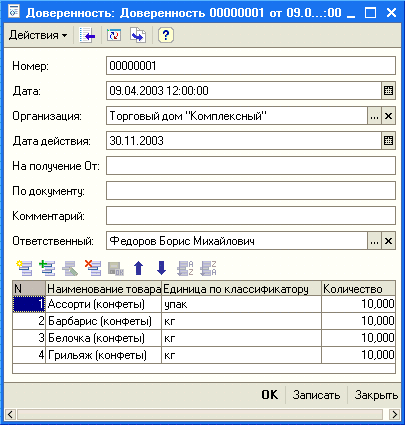 Доверенность: Доверенность 00000001 от 09.0...:00
Действия
Номер: 00000001
Дата: 09.04.2003 12:00:00
Организация: Торговый дом "Комплексный"
Дата действия: 30.11.2003
На получение От:
По документу:
Комментарий:
Ответственный: Федоров Борис Михайлович
N Наименование товара Единица по классификатору Количество
1 Ассорти (конфеты) упак 10,000
2 Барбарис (конфеты) кг 10,000
3 Белочка (конфеты) кг 10,000
4 Грильяж (конфеты) кг 10,000
OK Записать Закрыть